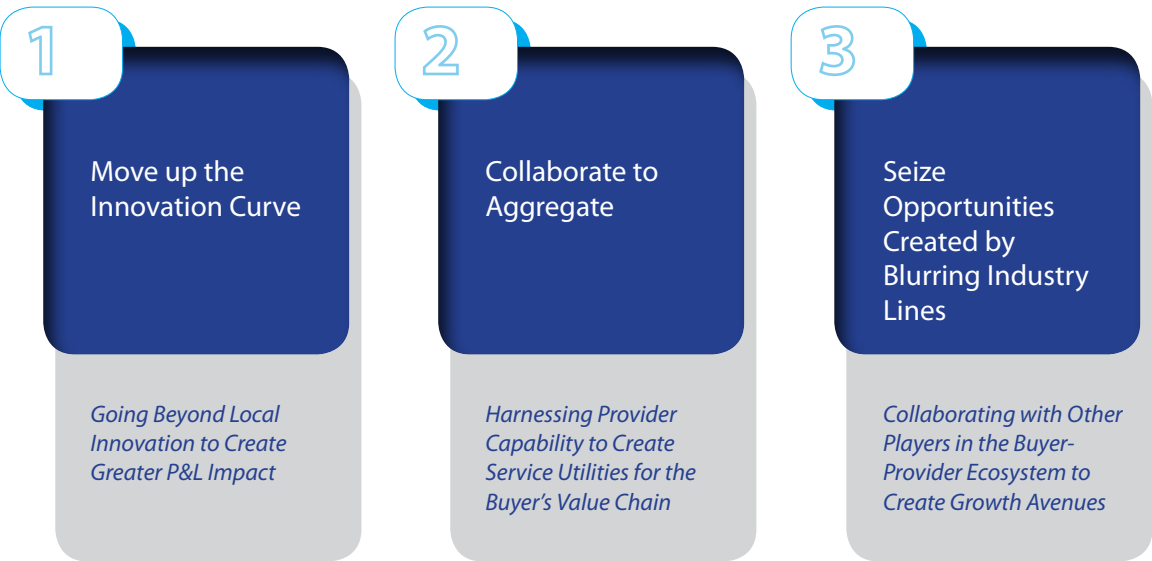 1
Move up the
Innovation Curve
Going Beyond Local
Innovation to Create
Greater P&L Impact
2
Collaborate to
Aggregate
Harnessing Provider
Capability to Create
Service Utilities for the
Buyer's Value Chain
3
Seize
Opportunities
Created by
Blurring Industry
Lines
Collaborating with Other
Players in the Buyer-
Provider Ecosystem to
Create Growth Avenues